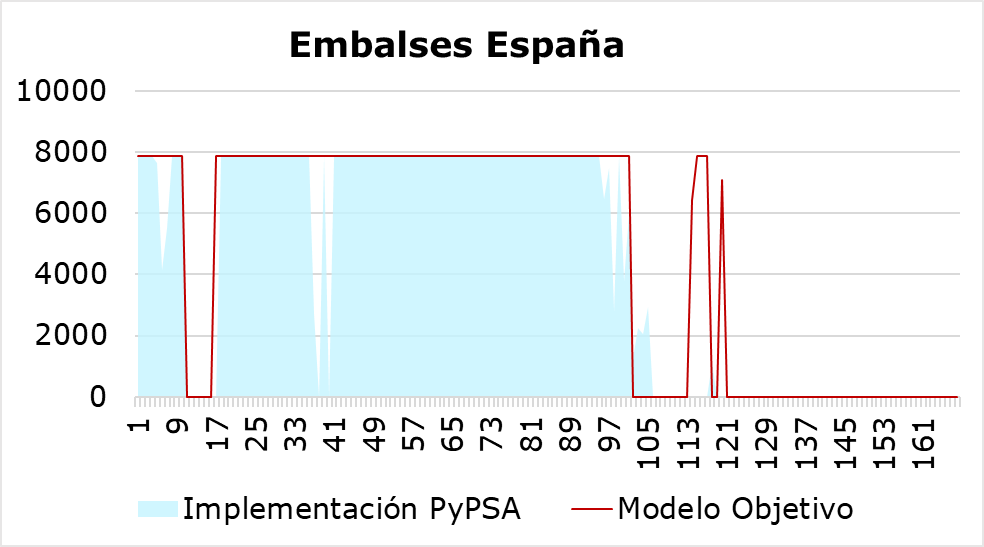 Embalses España
10000
8000
6000
4000
2000
0
1 9 17 25 33 41 49 57 65 73 81 89 97 105 113 121 129 137 145 153 161
Implementación PyPSA Modelo Objetivo